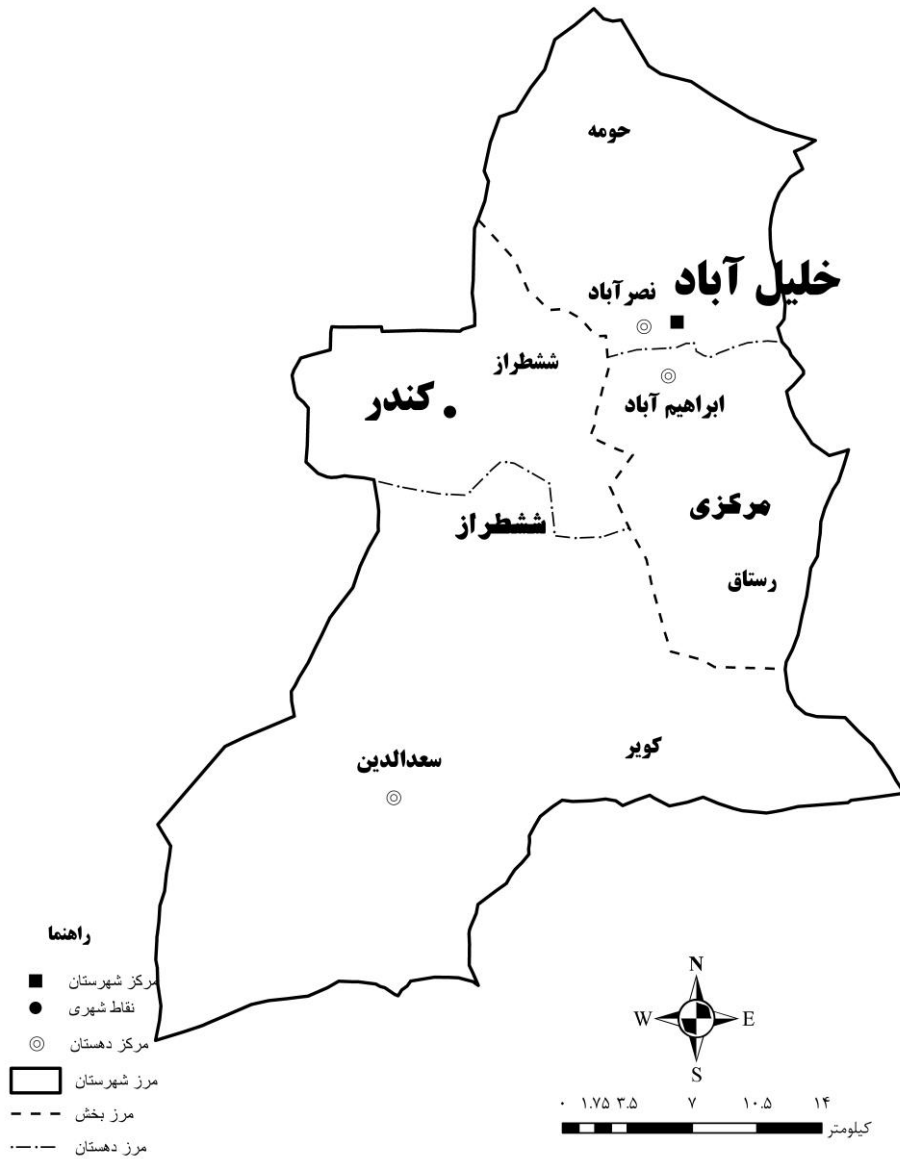 حومه
خلیل آباد
نصرآباد
ششطراز
کندر
ابراهیم آباد
مرکزی
ششطراز
رستاق
کویر
سعدالدین
راهنما
مرکز شهرستان
نقاط شهری
مرکز دهستان
مرز شهرستان
مرز بخش
مرز دهستان
N
W E
S
۰ ۱.۷۵ ۳.۵ ۷ ۱۰.۵ ۱۴
کیلومتر